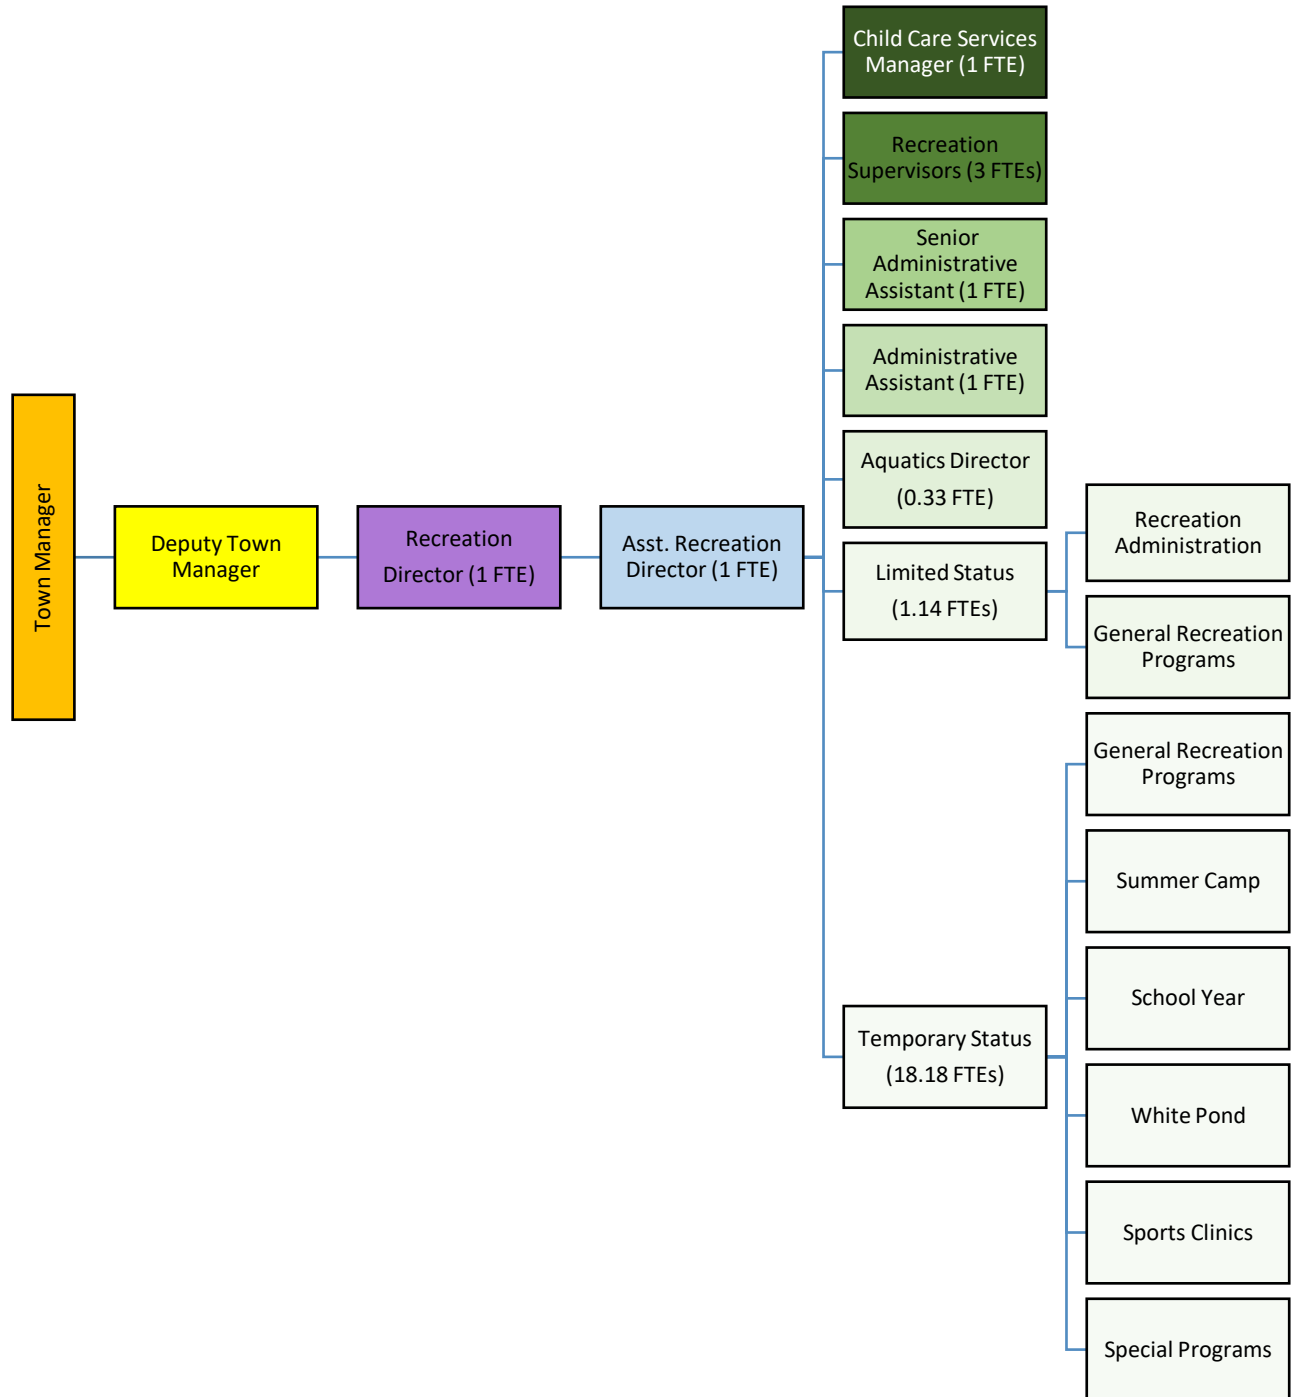 Town Manager
Deputy Town
Manager
Recreation
Director (1 FTE)
Asst. Recreation
Director (1 FTE)
Child Care Services
Manager (1 FTE)
Recreation
Supervisors (3 FTEs)
Senior
Administrative
Assistant (1 FTE)
Administrative
Assistant (1 FTE)
Aquatics Director
(0.33 FTE)
Limited Status
(1.14 FTEs)
Recreation
Administration
General Recreation
Programs
Temporary Status
(18.18 FTEs)
General Recreation
Programs
Summer Camp
School Year
White Pond
Sports Clinics
Special Programs